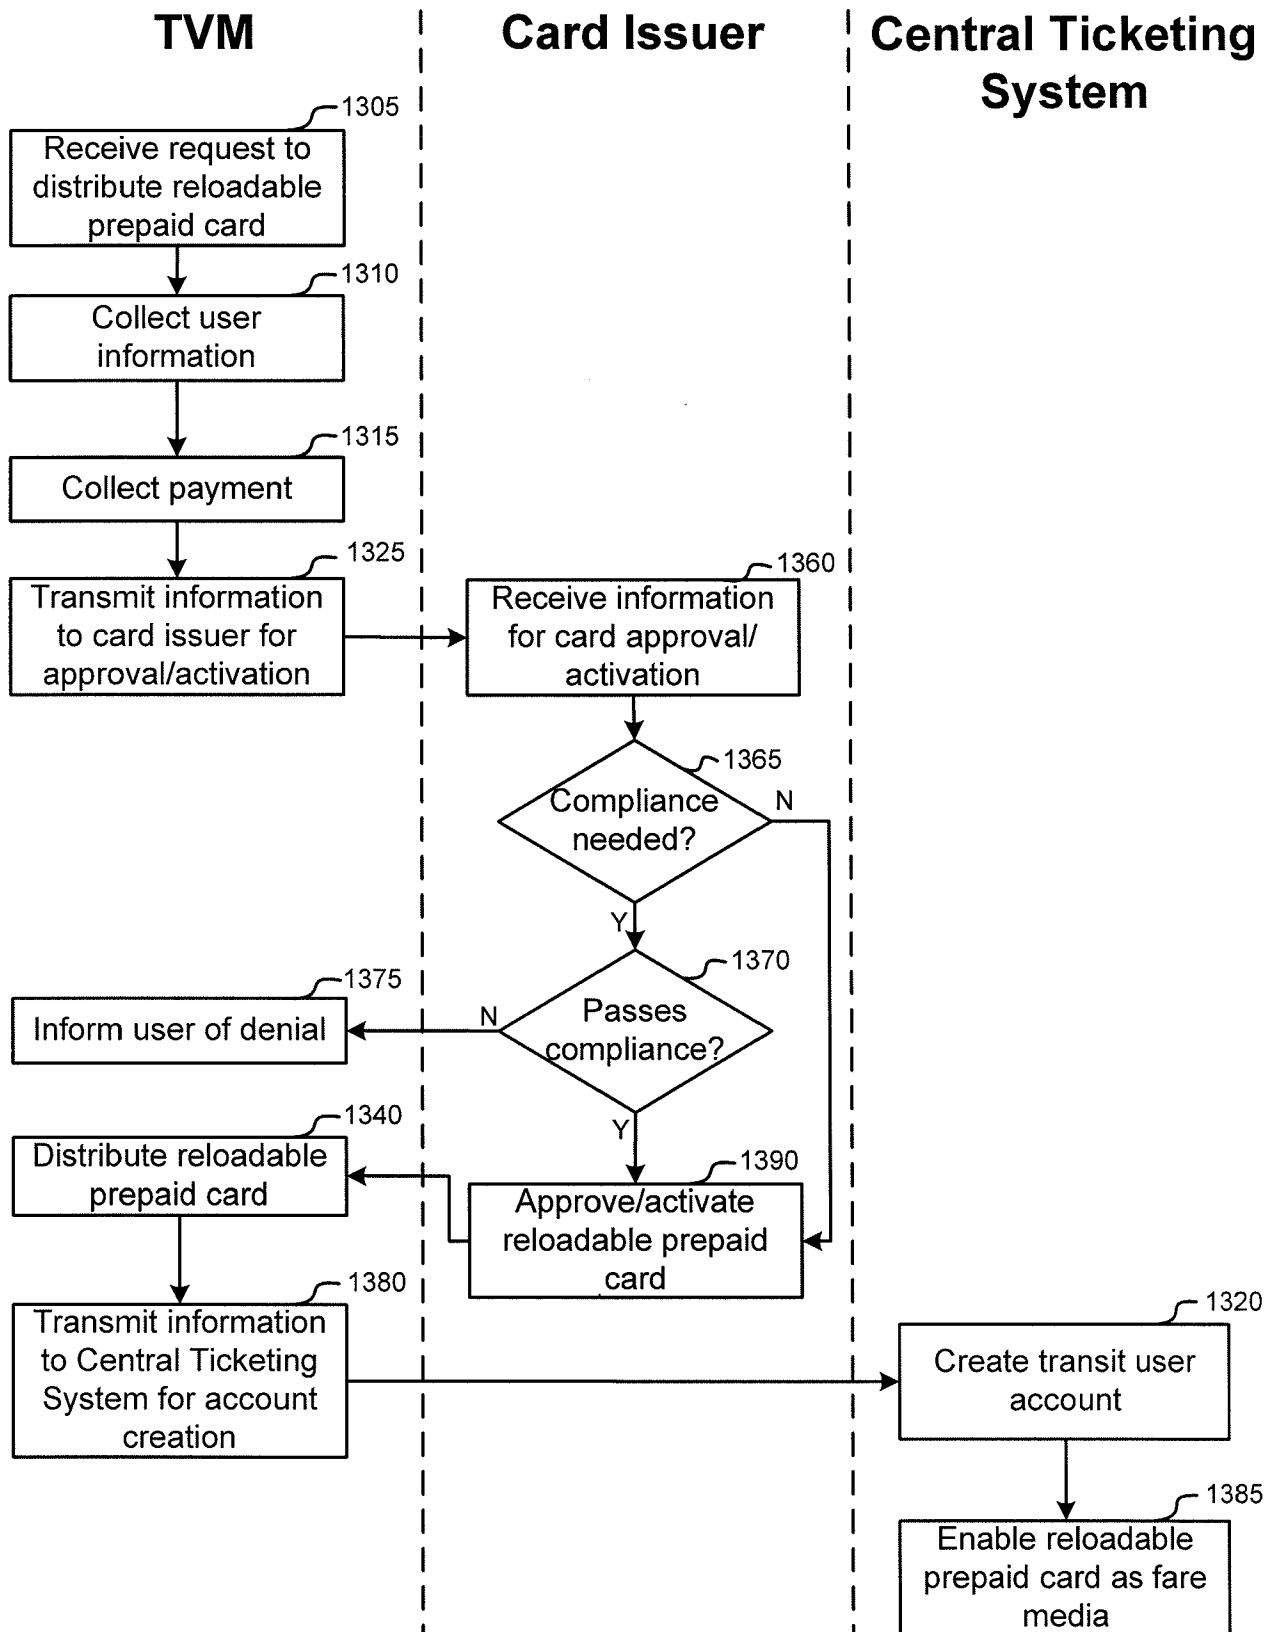 TVM
Card Issuer
Central Ticketing
System
1305
Receive request to
distribute reloadable
prepaid card
1310
Collect user
information
1315
Collect payment
1325
Transmit information
to card issuer for
approval/activation
1360
Receive information
for card approval/
activation
1365
Compliance
needed?
N
Y
1370
Passes
compliance?
N
1375
Inform user of denial
Y
1340
Distribute reloadable
prepaid card
1390
Approve/activate
reloadable prepaid
card
1380
Transmit information
to Central Ticketing
System for account
creation
1320
Create transit user
account
1385
Enable reloadable
prepaid card as fare
media